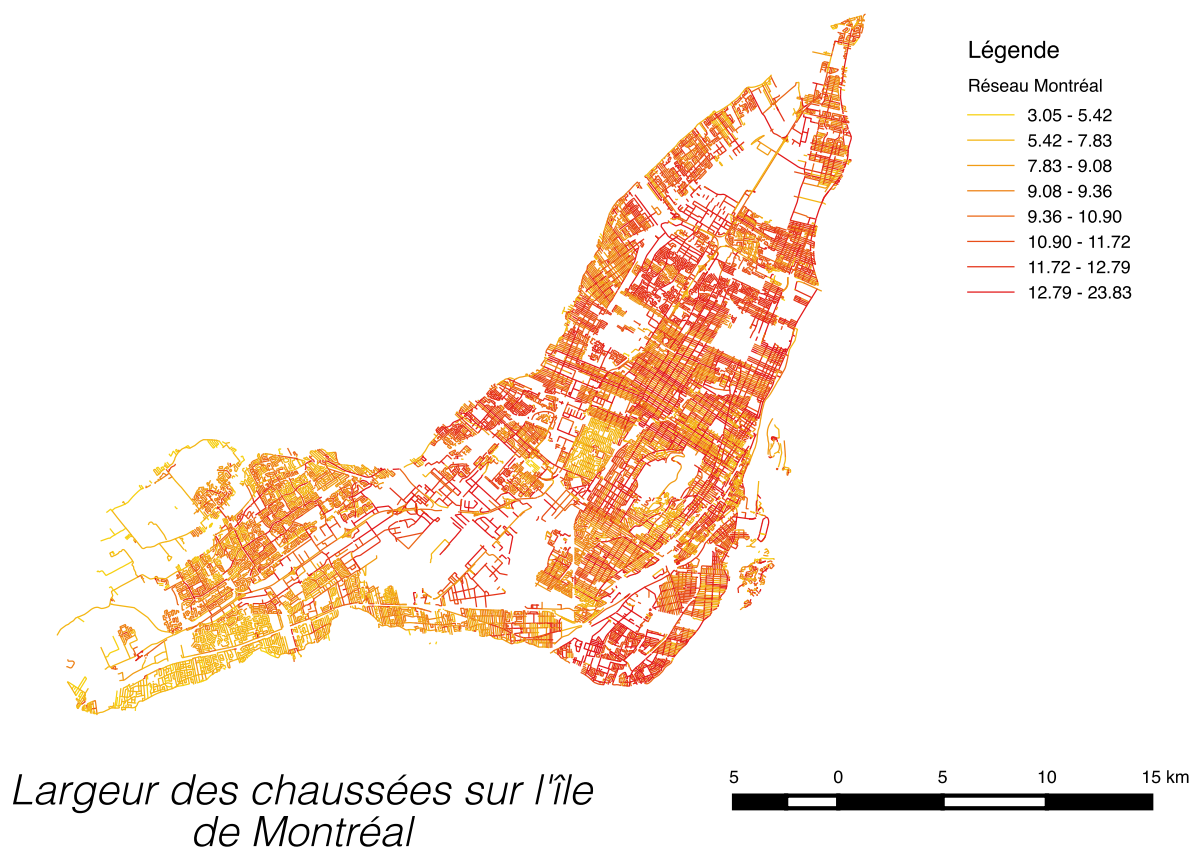 Légende
Réseau Montréal
3.05 - 5.42
5.42 - 7.83
7.83 - 9.08
9.08 - 9.36
9.36 - 10.90
10.90 - 11.72
11.72 - 12.79
12.79 - 23.83
Largeur des chaussées sur l'île
de Montréal
5 0 5 10 15 km